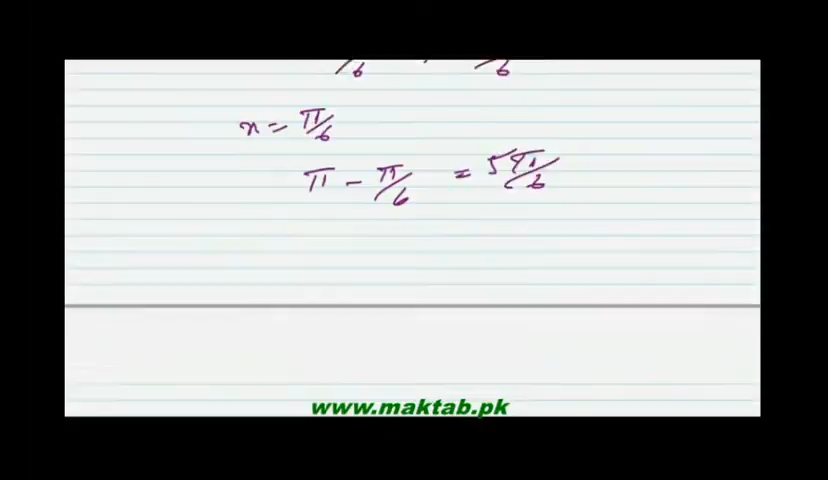 x = π/6
π - π/6 = 5π/6
www.maktab.pk